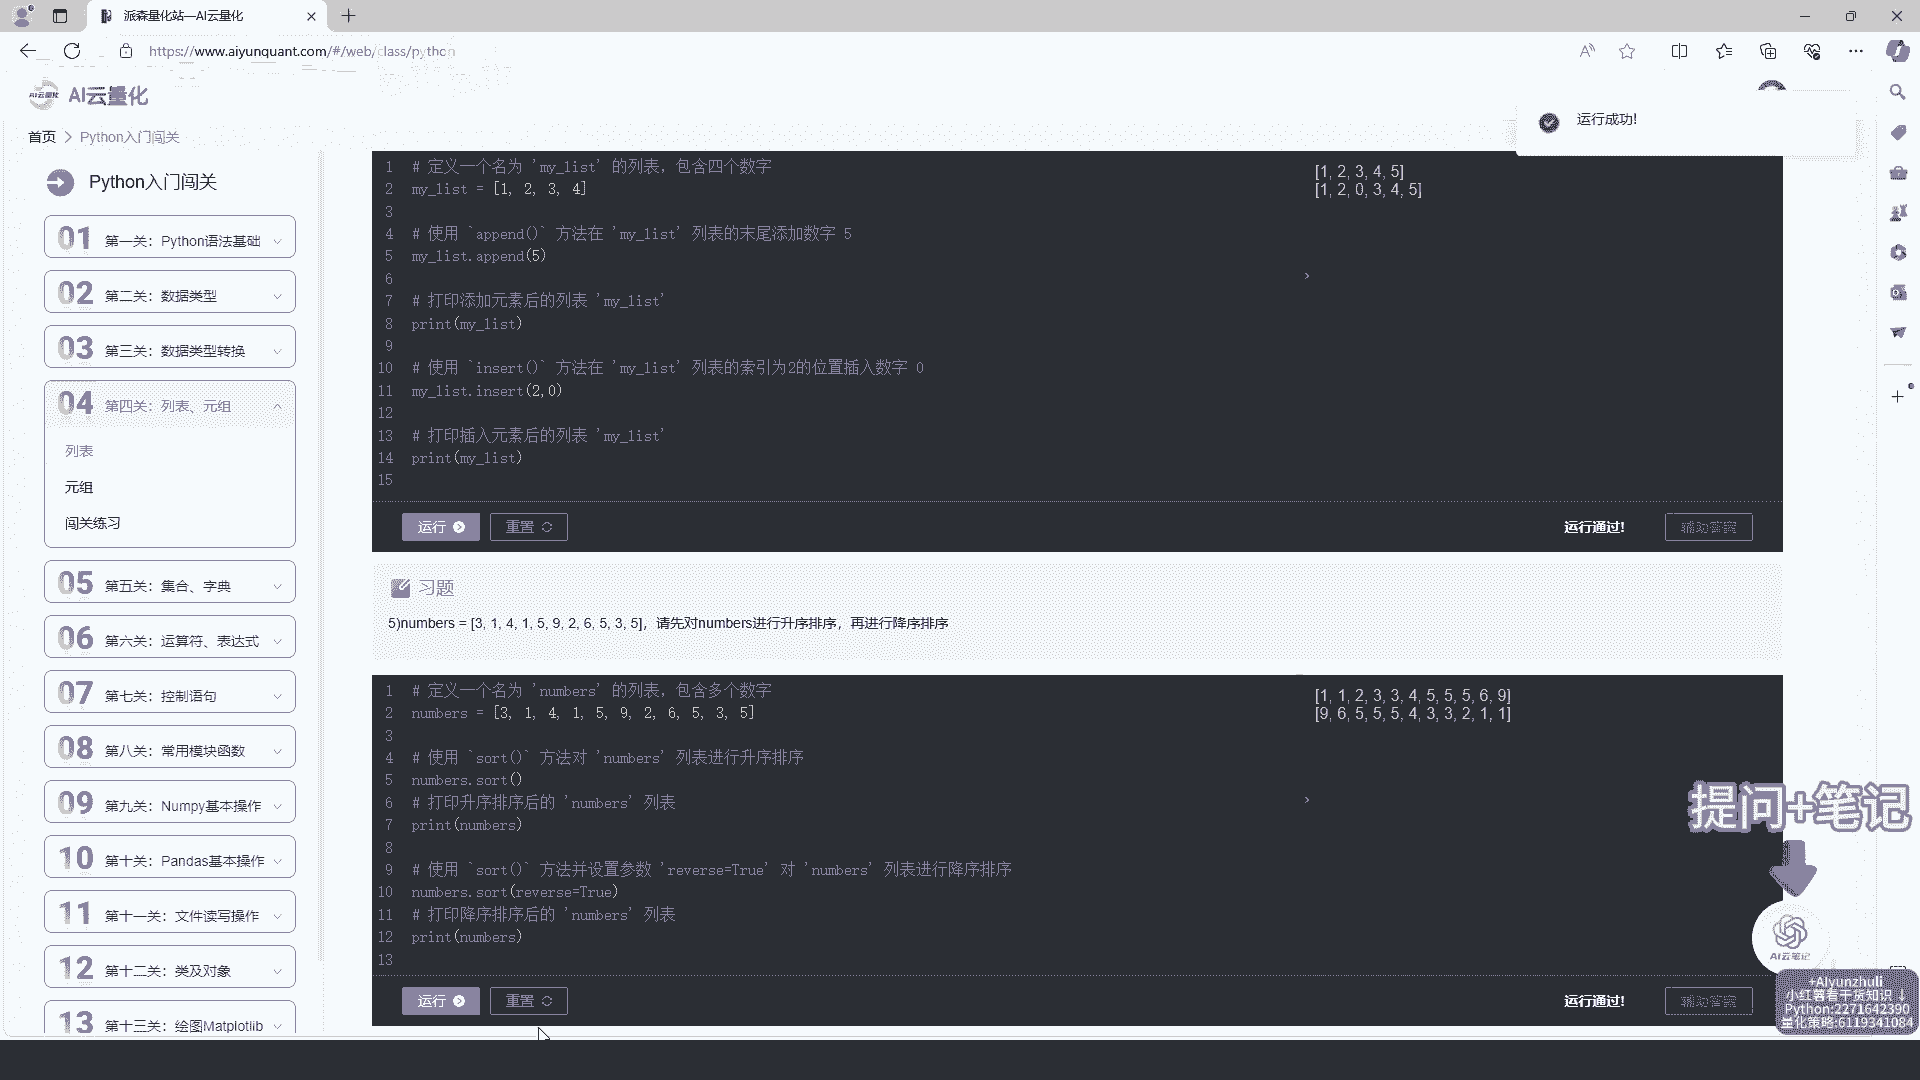 派森量化站—AI云量化
https://www.aiyunquant.com/#/web/class/python
AI云量化
AI云量化
首页 > Python入门闯关
运行成功!
Python入门闯关
01 第一关：Python语法基础
02 第二关：数据类型
03 第三关：数据类型转换
04 第四关：列表、元组
列表
元组
闯关练习
05 第五关：集合、字典
06 第六关：运算符、表达式
07 第七关：控制语句
08 第八关：常用模块函数
09 第九关：Numpy基本操作
10 第十关：Pandas基本操作
11 第十一关：文件读写操作
12 第十二关：类及对象
13 第十三关：绘图Matplotlib
1 # 定义一个名为 'my_list' 的列表，包含四个数字
2 my_list = [1, 2, 3, 4]
3
4 # 使用 `append()` 方法在 'my_list' 列表的末尾添加数字 5
5 my_list.append(5)
6
7 # 打印添加元素后的列表 'my_list'
8 print(my_list)
9
10 # 使用 `insert()` 方法在 'my_list' 列表的索引为2的位置插入数字 0
11 my_list.insert(2,0)
12
13 # 打印插入元素后的列表 'my_list'
14 print(my_list)
15
[1, 2, 3, 4, 5]
[1, 2, 0, 3, 4, 5]
运行 重置 运行通过! 辅助答案
习题
5)numbers = [3, 1, 4, 1, 5, 9, 2, 6, 5, 3, 5]，请先对numbers进行升序排序，再进行降序排序
1 # 定义一个名为 'numbers' 的列表，包含多个数字
2 numbers = [3, 1, 4, 1, 5, 9, 2, 6, 5, 3, 5]
3
4 # 使用 `sort()` 方法对 'numbers' 列表进行升序排序
5 numbers.sort()
6 # 打印升序排序后的 'numbers' 列表
7 print(numbers)
8
9 # 使用 `sort()` 方法并设置参数 'reverse=True' 对 'numbers' 列表进行降序排序
10 numbers.sort(reverse=True)
11 # 打印降序排序后的 'numbers' 列表
12 print(numbers)
13
[1, 1, 2, 3, 3, 4, 5, 5, 5, 6, 9]
[9, 6, 5, 5, 5, 4, 3, 3, 2, 1, 1]
运行 重置 运行通过! 辅助答案
提问+笔记
AI云笔记
+AIyunzhuli
小红薯看干货知识 ↓
Python:2271642390
量化策略:6119341084